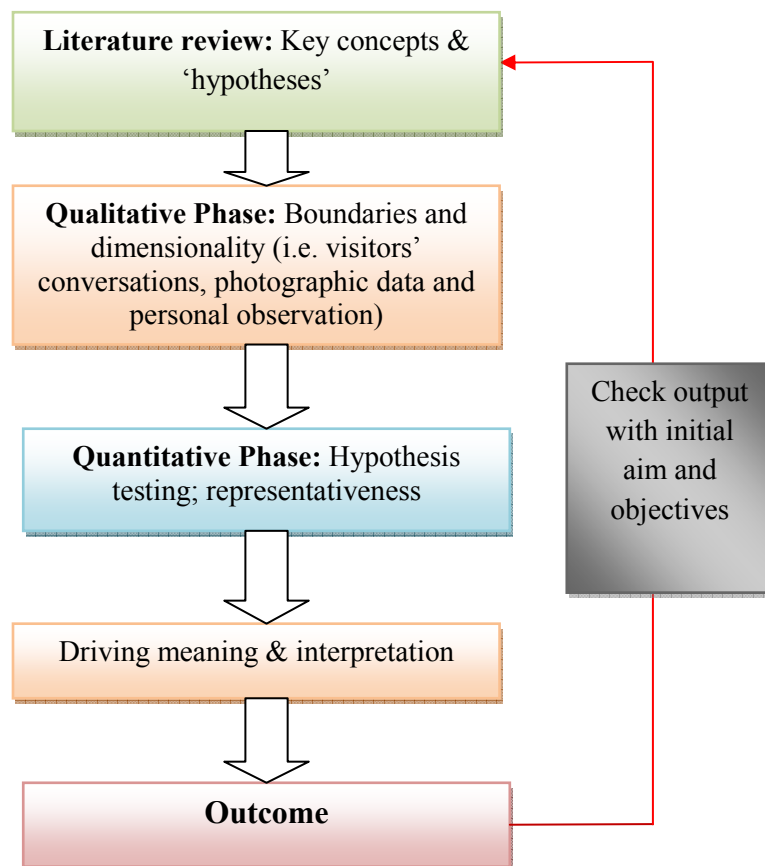 Literature review: Key concepts &
‘hypotheses’
Qualitative Phase: Boundaries and
dimensionality (i.e. visitors’
conversations, photographic data and
personal observation)
Quantitative Phase: Hypothesis
testing; representativeness
Driving meaning & interpretation
Outcome
Check output
with initial
aim and
objectives